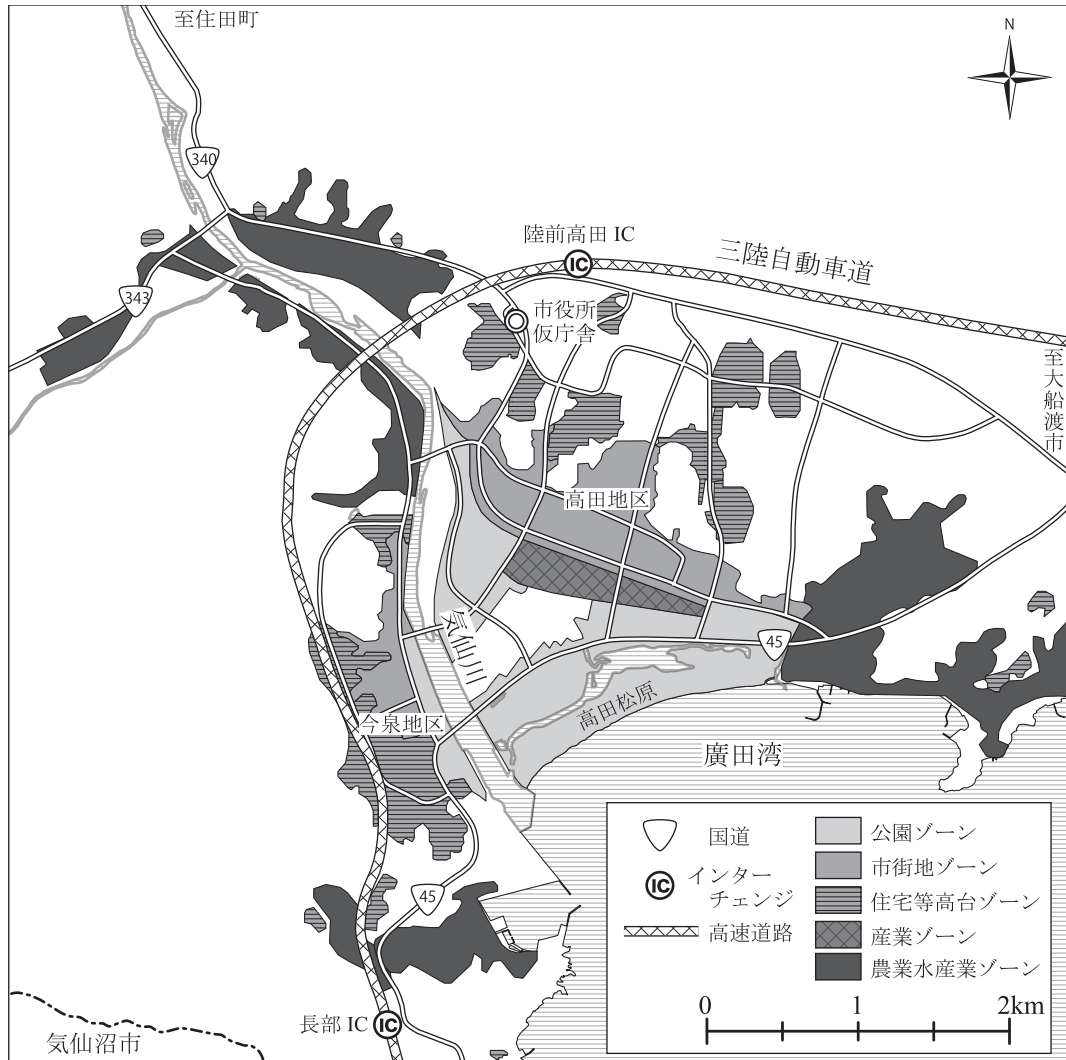 至住田町
N
340
陸前高田 IC
IC
三陸自動車道
343
市役所
仮庁舎
至大船渡市
高田地区
気仙川
45
高田松原
今泉地区
廣田湾
国道
IC
インター
チェンジ
高速道路
公園ゾーン
市街地ゾーン
住宅等高台ゾーン
産業ゾーン
農業水産業ゾーン
0 1 2km
45
長部 IC
IC
気仙沼市